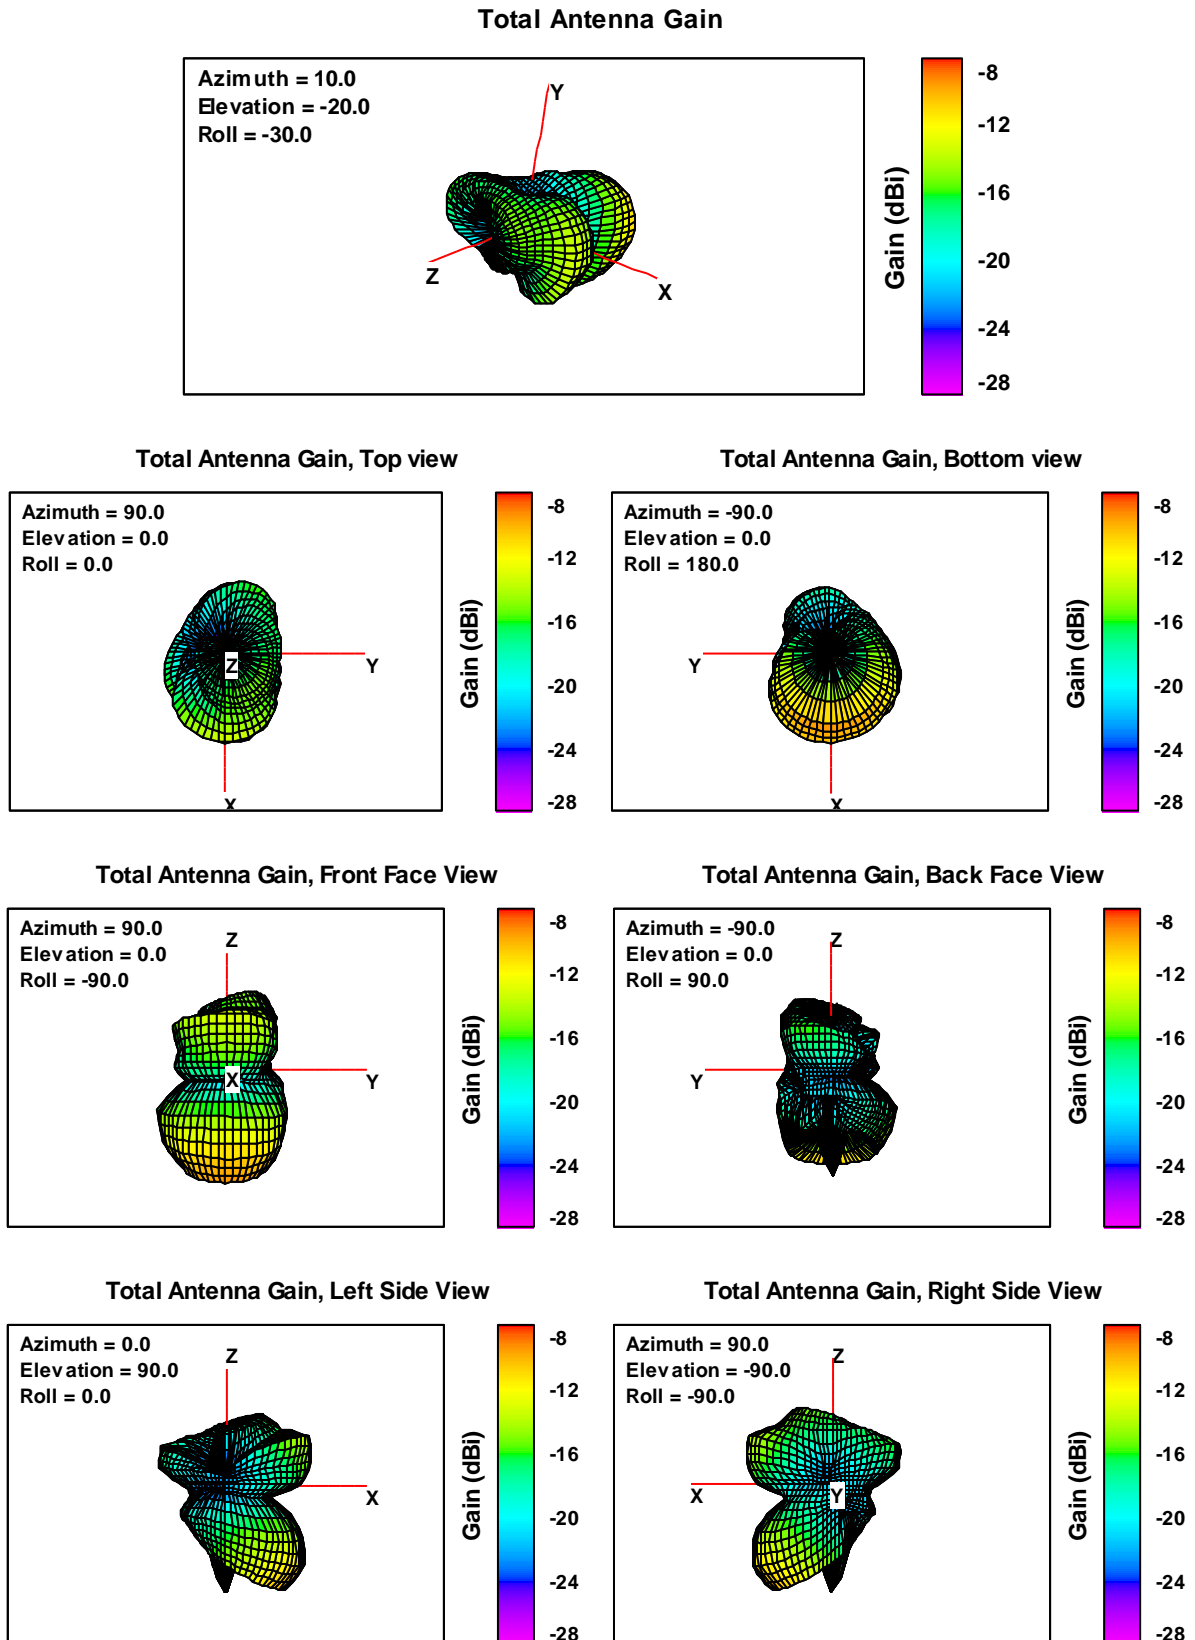 Total Antenna Gain
Azimuth = 10.0
Elevation = -20.0
Roll = -30.0
Y
Z
X
Gain (dBi)
-8
-12
-16
-20
-24
-28
Total Antenna Gain, Top view
Azimuth = 90.0
Elevation = 0.0
Roll = 0.0
Z
Y
X
Gain (dBi)
-8
-12
-16
-20
-24
-28
Total Antenna Gain, Bottom view
Azimuth = -90.0
Elevation = 0.0
Roll = 180.0
Y
X
Gain (dBi)
-8
-12
-16
-20
-24
-28
Total Antenna Gain, Front Face View
Azimuth = 90.0
Elevation = 0.0
Roll = -90.0
Z
X
Y
Gain (dBi)
-8
-12
-16
-20
-24
-28
Total Antenna Gain, Back Face View
Azimuth = -90.0
Elevation = 0.0
Roll = 90.0
Z
Y
Gain (dBi)
-8
-12
-16
-20
-24
-28
Total Antenna Gain, Left Side View
Azimuth = 0.0
Elevation = 90.0
Roll = 0.0
Z
X
Gain (dBi)
-8
-12
-16
-20
-24
-28
Total Antenna Gain, Right Side View
Azimuth = 90.0
Elevation = -90.0
Roll = -90.0
Z
X
Y
Gain (dBi)
-8
-12
-16
-20
-24
-28